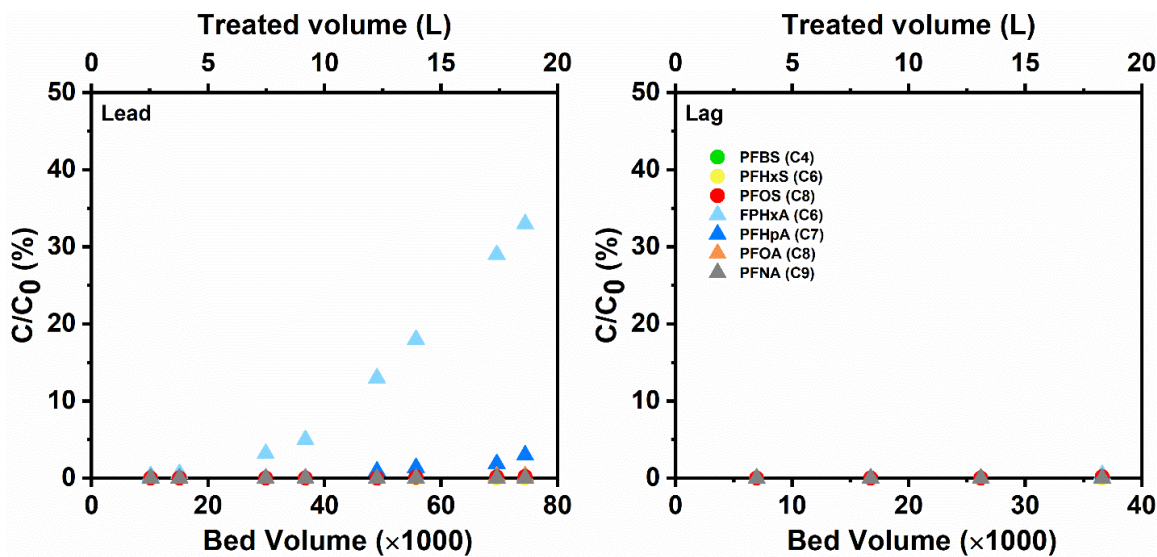 Treated volume (L)
0 5 10 15 20
50
40
30
20
10
0
C/C0 (%)
Lead
0 20 40 60 80
Bed Volume (×1000)
Treated volume (L)
0 5 10 15 20
50
40
30
20
10
0
C/C0 (%)
Lag
PFBS (C4)
PFHxS (C6)
PFOS (C8)
FPHxA (C6)
PFHpA (C7)
PFOA (C8)
PFNA (C9)
0 10 20 30 40
Bed Volume (×1000)